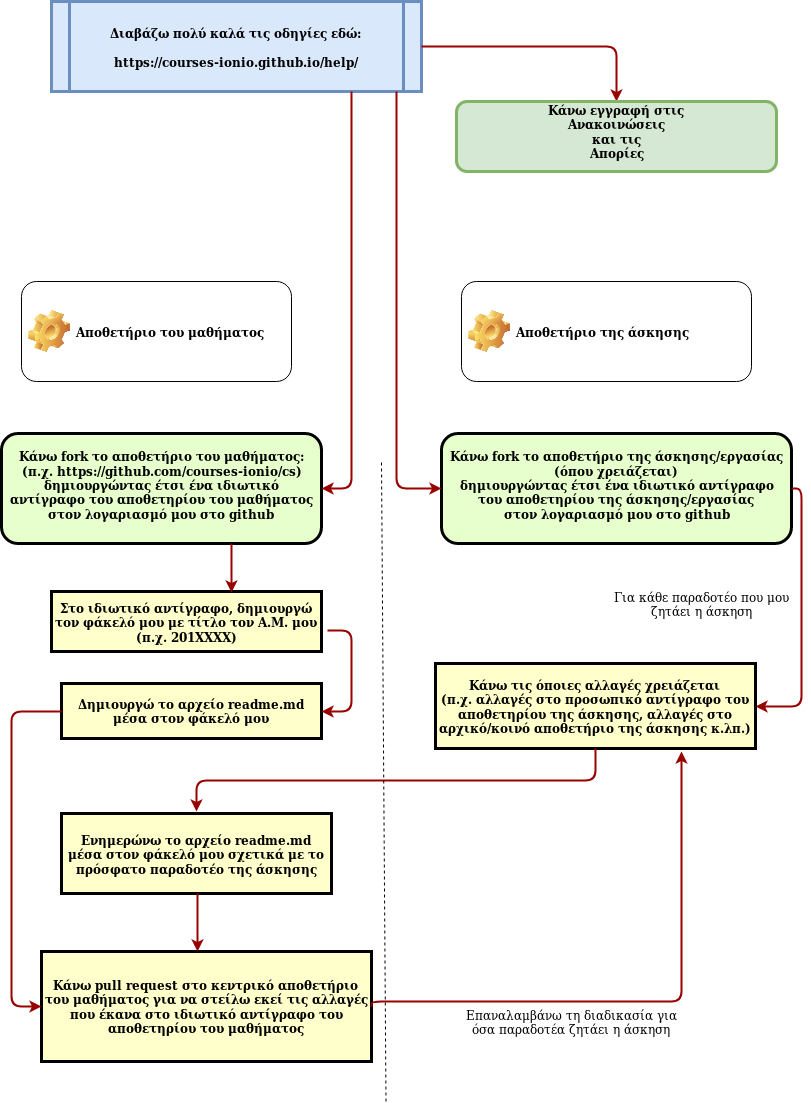 Διαβάζω πολύ καλά τις οδηγίες εδώ:
https://courses-ionio.github.io/help/
Κάνω εγγραφή στις
Ανακοινώσεις
και τις
Απορίες
Αποθετήριο του μαθήματος
Αποθετήριο της άσκησης
Κάνω fork το αποθετήριο του μαθήματος:
(π.χ. https://github.com/courses-ionio/cs)
δημιουργώντας έτσι ένα ιδιωτικό
αντίγραφο του αποθετηρίου του μαθήματος
στον λογαριασμό μου στο github
Κάνω fork το αποθετήριο της άσκησης/εργασίας
(όπου χρειάζεται)
δημιουργώντας έτσι ένα ιδιωτικό αντίγραφο
του αποθετηρίου της άσκησης/εργασίας
στον λογαριασμό μου στο github
Στο ιδιωτικό αντίγραφο, δημιουργώ
τον φάκελό μου με τίτλο τον Α.Μ. μου
(π.χ. 201XXXX)
Για κάθε παραδοτέο που μου
ζητάει η άσκηση
Δημιουργώ το αρχείο readme.md
μέσα στον φάκελό μου
Κάνω τις όποιες αλλαγές χρειάζεται
(π.χ. αλλαγές στο προσωπικό αντίγραφο του
αποθετηρίου της άσκησης, αλλαγές στο
αρχικό/κοινό αποθετήριο της άσκησης κ.λπ.)
Ενημερώνω το αρχείο readme.md
μέσα στον φάκελό μου σχετικά με το
πρόσφατο παραδοτέο της άσκησης
Κάνω pull request στο κεντρικό αποθετήριο
του μαθήματος για να στείλω εκεί τις αλλαγές
που έκανα στο ιδιωτικό αντίγραφο του
αποθετηρίου του μαθήματος
Επαναλαμβάνω τη διαδικασία για
όσα παραδοτέα ζητάει η άσκηση